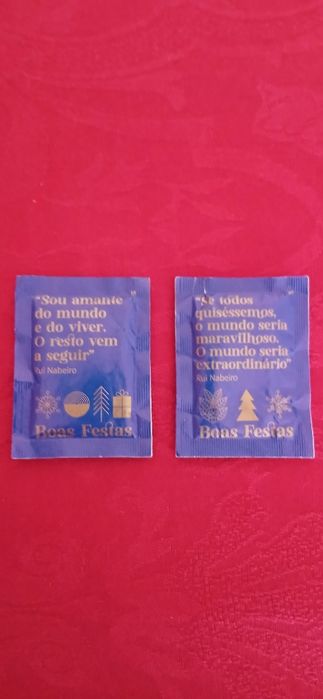 "Sou amante
do mundo
e do viver.
O resto vem
a seguir"
Rui Nabeiro
Boas Festas
"Se todos
quiséssemos,
o mundo seria
maravilhoso.
O mundo seria
extraordinário"
Rui Nabeiro
Boas Festas